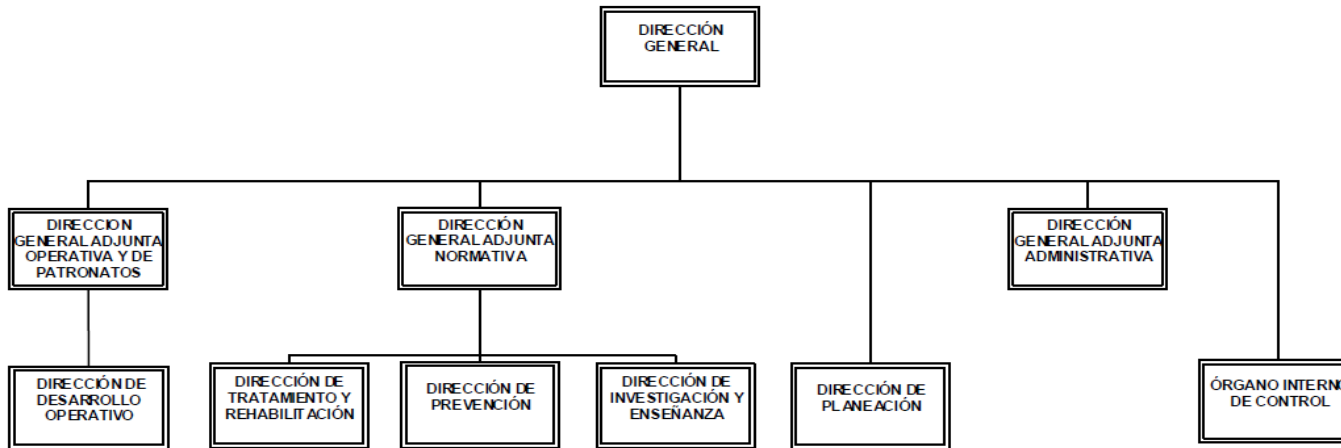 DIRECCIÓN
GENERAL
DIRECCION
GENERAL ADJUNTA
OPERATIVA Y DE
PATRONATOS
DIRECCIÓN
GENERAL ADJUNTA
NORMATIVA
DIRECCIÓN
GENERAL ADJUNTA
ADMINISTRATIVA
DIRECCIÓN DE
DESARROLLO
OPERATIVO
DIRECCIÓN DE
TRATAMIENTO Y
REHABILITACIÓN
DIRECCIÓN DE
PREVENCIÓN
DIRECCIÓN DE
INVESTIGACIÓN Y
ENSEÑANZA
DIRECCIÓN DE
PLANEACIÓN
ÓRGANO INTERNO
DE CONTROL